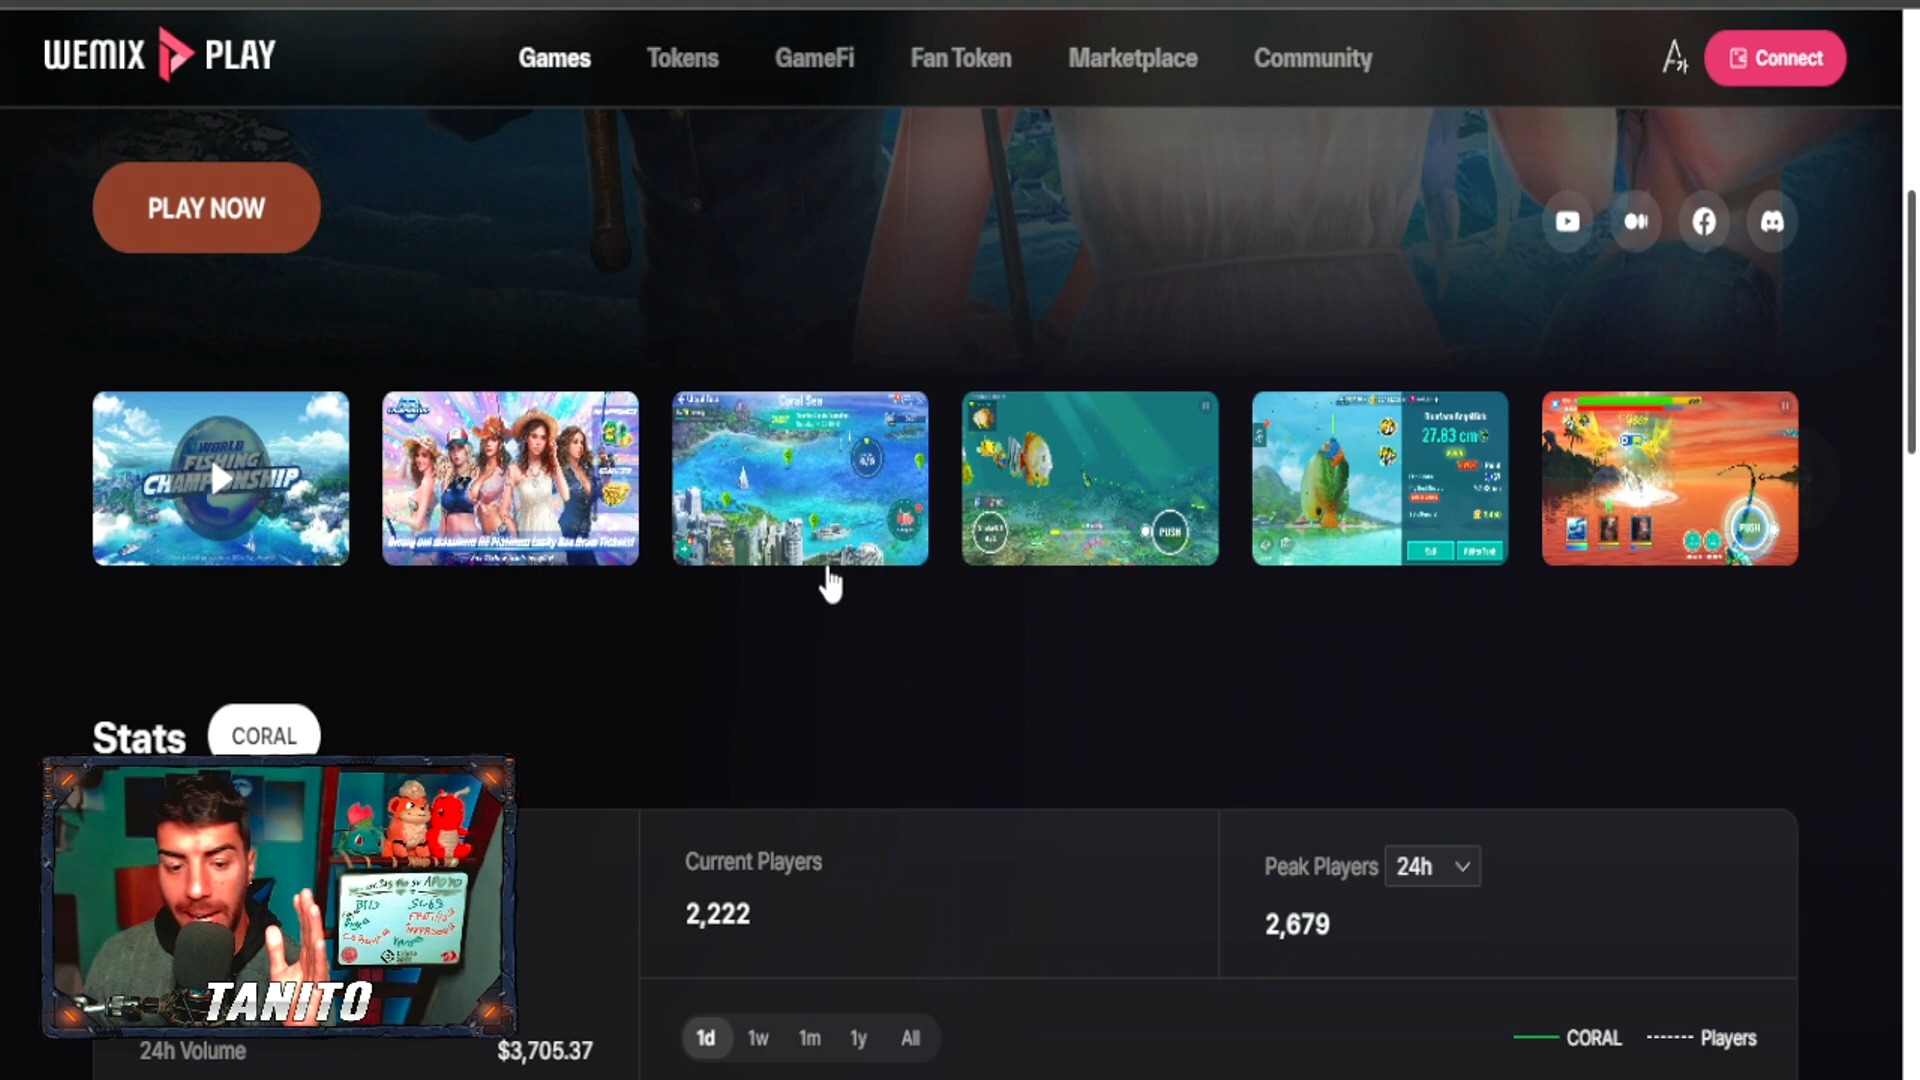 WEMIX PLAY
Games
Tokens
GameFi
Fan Token
Marketplace
Community
Connect
PLAY NOW
WORLD
FISHING
CHAMPIONSHIP
Coral Sea
PUSH
27.83 cm
PUSH
Stats
CORAL
Current Players
2,222
Peak Players
24h
2,679
TANITO
24h Volume
$3,705.37
1d
1w
1m
1y
All
CORAL
Players